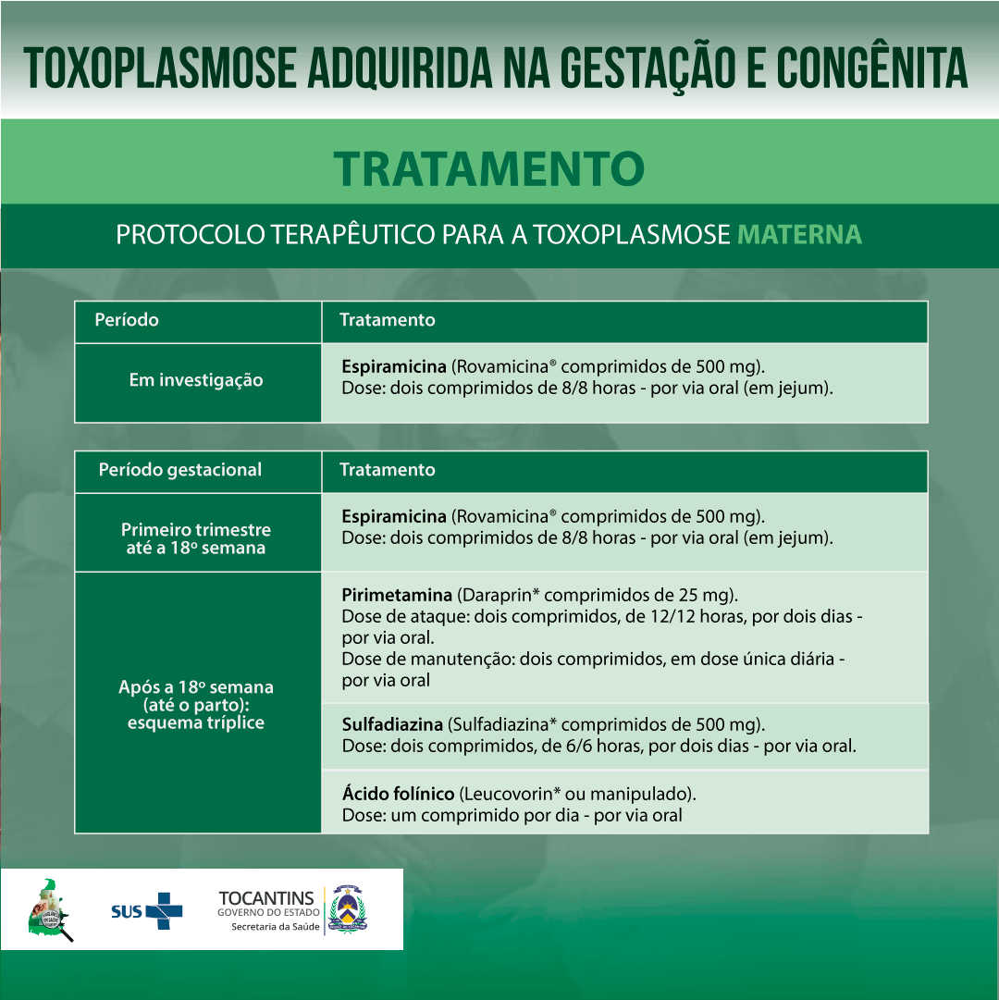 TOXOPLASMOSE ADQUIRIDA NA GESTAÇÃO E CONGÊNITA
TRATAMENTO
PROTOCOLO TERAPÊUTICO PARA A TOXOPLASMOSE MATERNA
Período
Tratamento
Em investigação
Espiramicina (Rovamicina® comprimidos de 500 mg).
Dose: dois comprimidos de 8/8 horas - por via oral (em jejum).
Período gestacional
Tratamento
Primeiro trimestre
até a 18º semana
Espiramicina (Rovamicina® comprimidos de 500 mg).
Dose: dois comprimidos de 8/8 horas - por via oral (em jejum).
Após a 18º semana
(até o parto):
esquema tríplice
Pirimetamina (Daraprin* comprimidos de 25 mg).
Dose de ataque: dois comprimidos, de 12/12 horas, por dois dias -
por via oral.
Dose de manutenção: dois comprimidos, em dose única diária -
por via oral
Sulfadiazina (Sulfadiazina* comprimidos de 500 mg).
Dose: dois comprimidos, de 6/6 horas, por dois dias - por via oral.
Ácido folínico (Leucovorin* ou manipulado).
Dose: um comprimido por dia - por via oral
SUS
TOCANTINS
GOVERNO DO ESTADO
Secretaria da Saúde